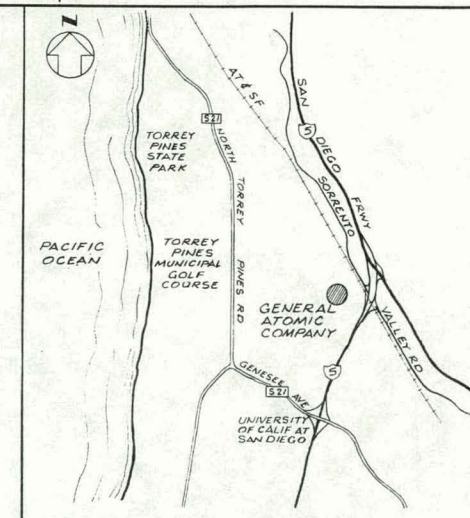 N
AT & SF
SAN DIEGO FRWY
5
S21
NORTH TORREY PINES RD
SORRENTO VALLEY RD
TORREY
PINES
STATE
PARK
PACIFIC
OCEAN
TORREY
PINES
MUNICIPAL
GOLF
COURSE
GENERAL
ATOMIC
COMPANY
5
GENESEE AVE
S21
UNIVERSITY
OF CALIF AT
SAN DIEGO